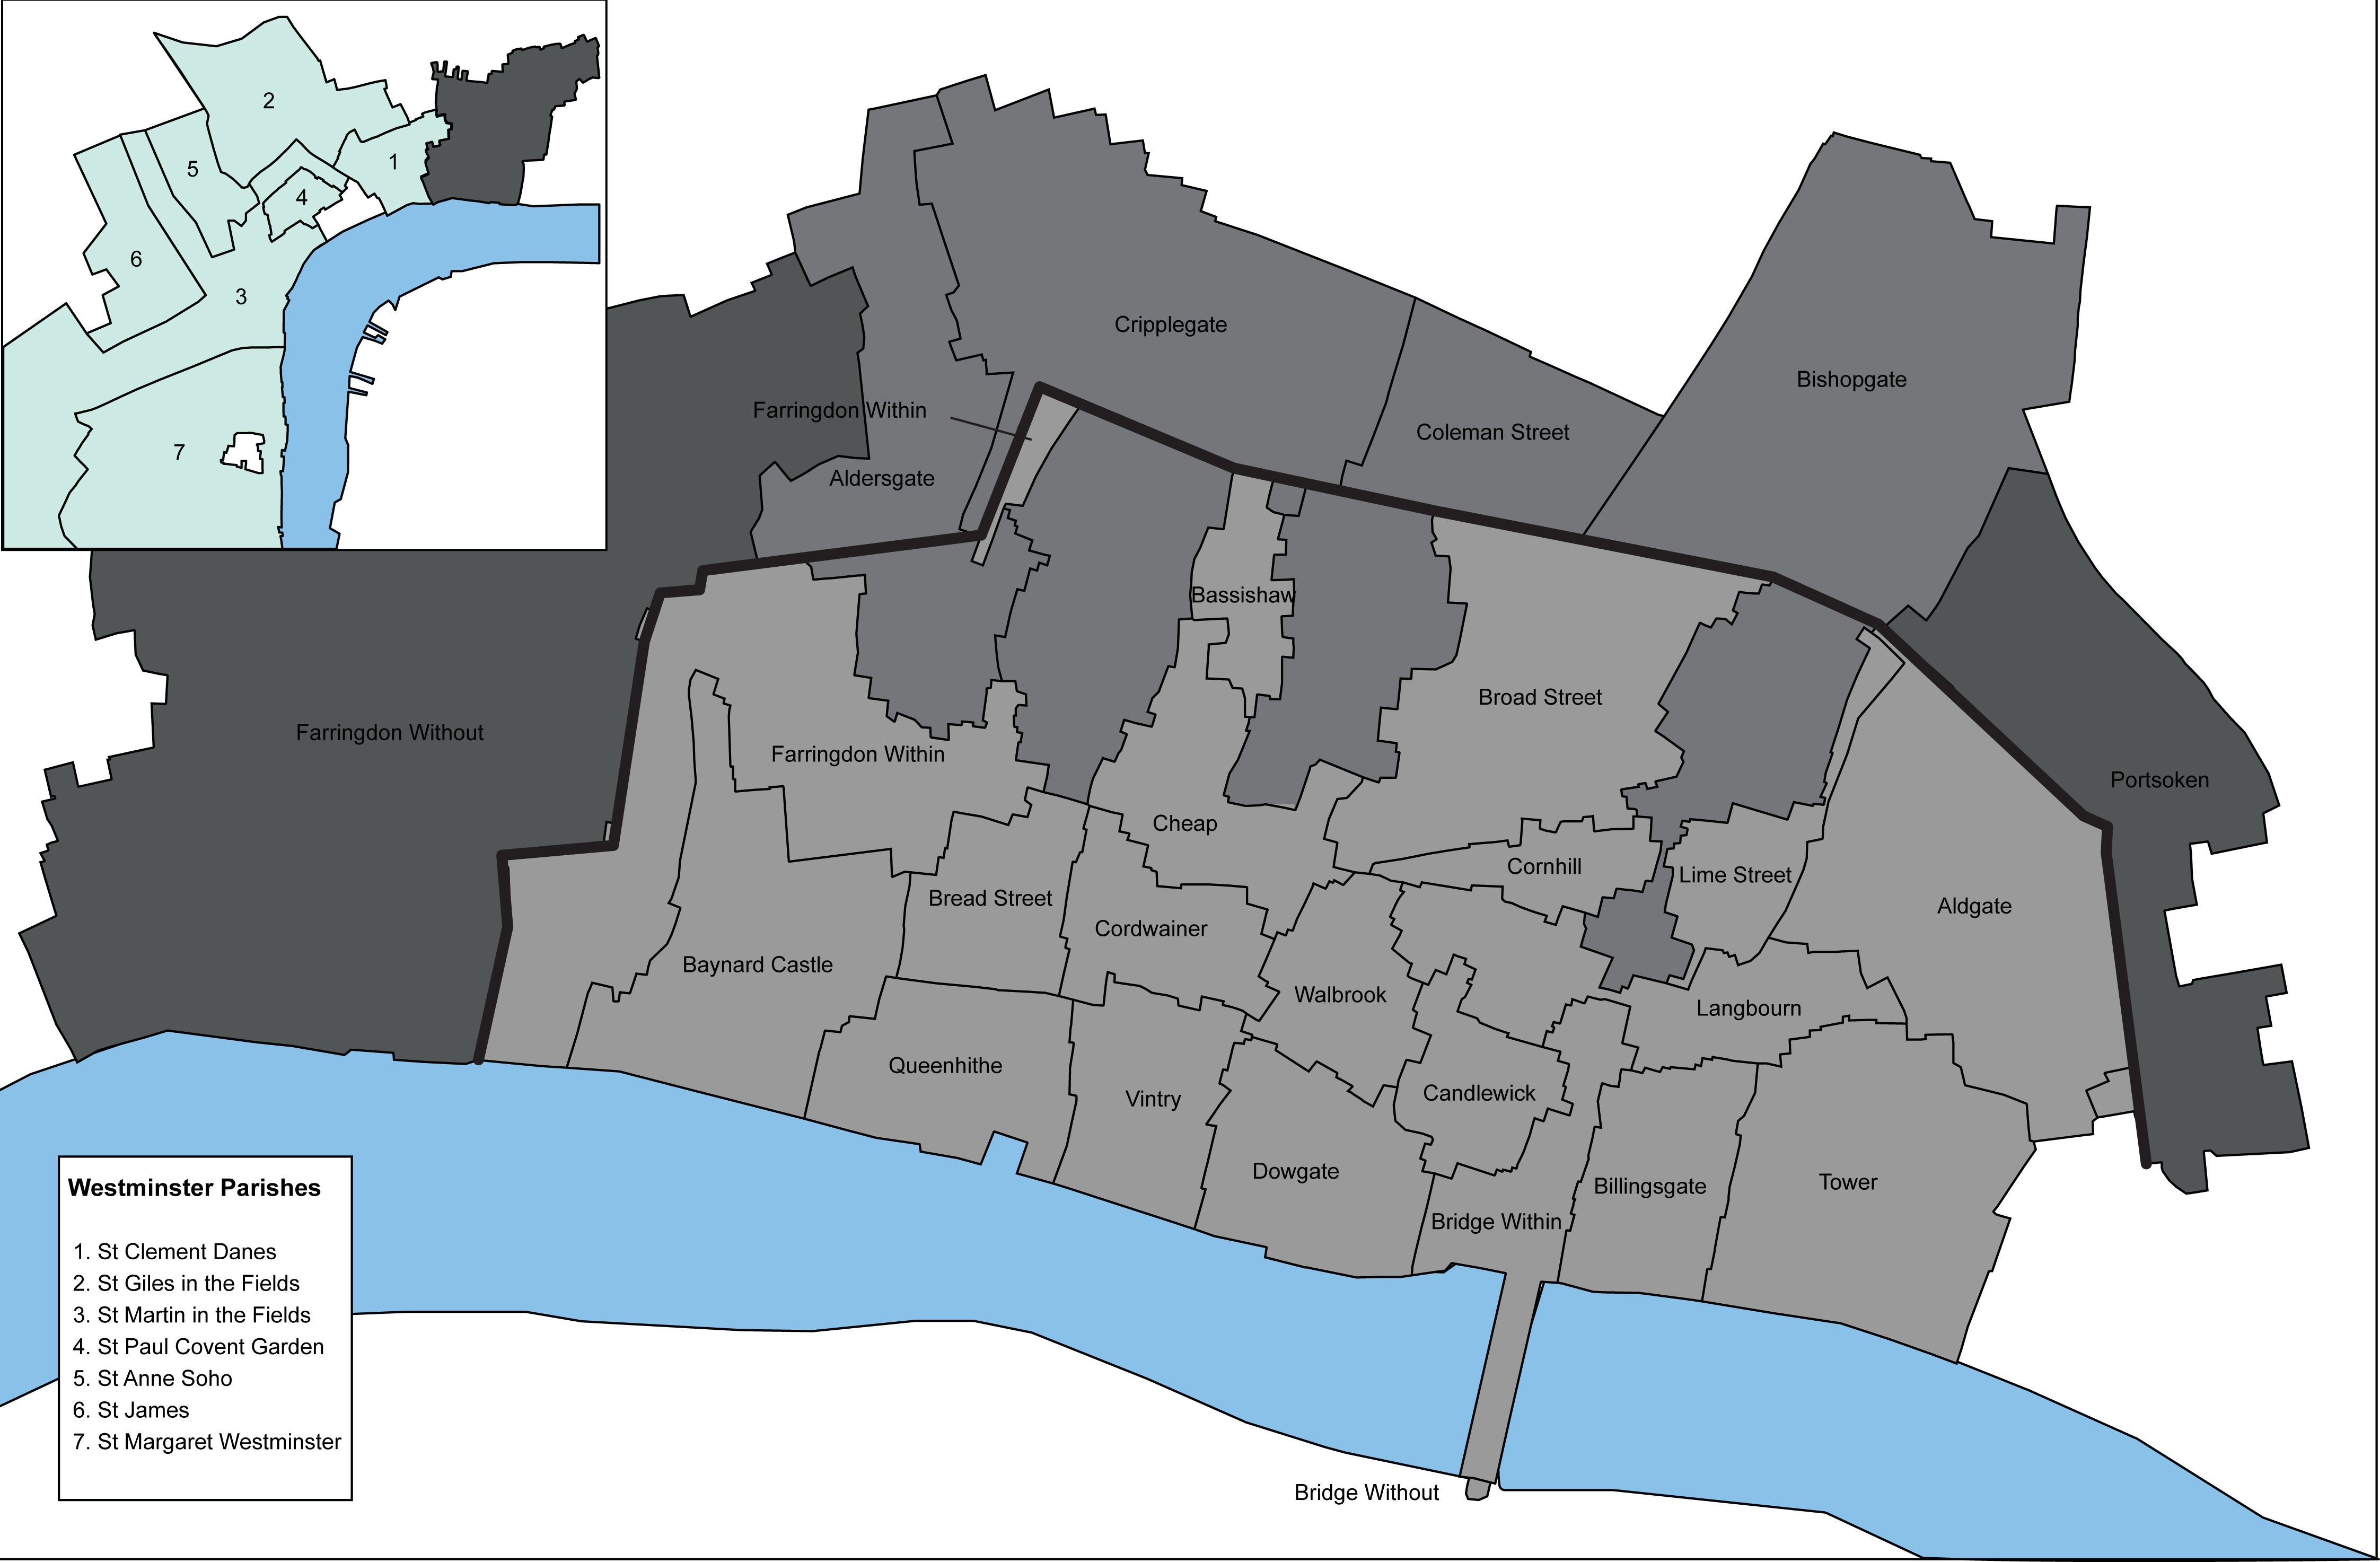 2
1
5
4
6
3
7
Cripplegate
Bishopgate
Farringdon Within
Coleman Street
Aldersgate
Bassishaw
Broad Street
Farringdon Without
Farringdon Within
Portsoken
Cheap
Cornhill
Lime Street
Bread Street
Aldgate
Cordwainer
Baynard Castle
Walbrook
Langbourn
Queenhithe
Vintry
Candlewick
Dowgate
Billingsgate
Tower
Bridge Within
Bridge Without
Westminster Parishes
1. St Clement Danes
2. St Giles in the Fields
3. St Martin in the Fields
4. St Paul Covent Garden
5. St Anne Soho
6. St James
7. St Margaret Westminster